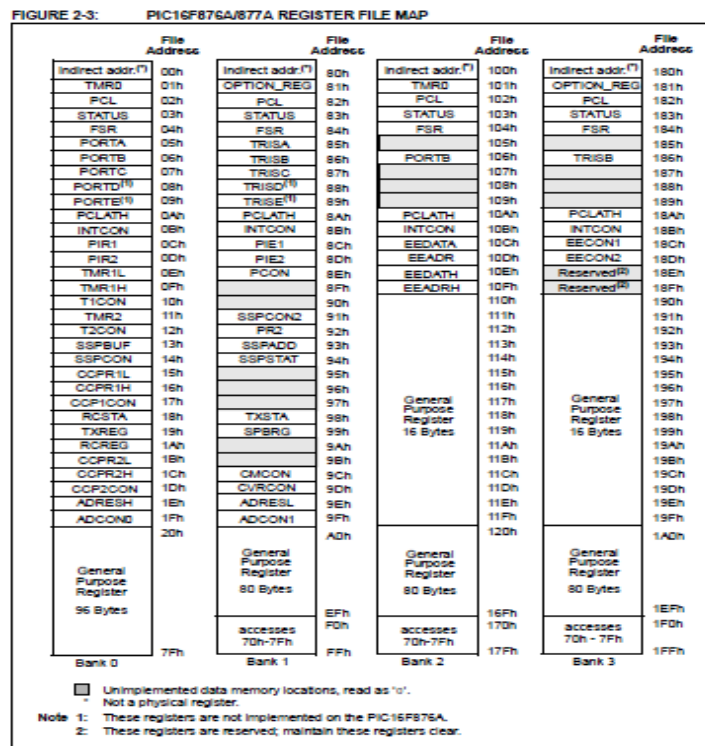 FIGURE 2-3: PIC16F876A/877A REGISTER FILE MAP
File Address File Address File Address File Address
Indirect addr.(*) 00h Indirect addr.(*) 80h Indirect addr.(*) 100h Indirect addr.(*) 180h
TMR0 01h OPTION_REG 81h TMR0 101h OPTION_REG 181h
PCL 02h PCL 82h PCL 102h PCL 182h
STATUS 03h STATUS 83h STATUS 103h STATUS 183h
FSR 04h FSR 84h FSR 104h FSR 184h
PORTA 05h TRISA 85h 105h 185h
PORTB 06h TRISB 86h PORTB 106h TRISB 186h
PORTC 07h TRISC 87h 107h 187h
PORTD(1) 08h TRISD(1) 88h 108h 188h
PORTE(1) 09h TRISE(1) 89h 109h 189h
PCLATH 0Ah PCLATH 8Ah PCLATH 10Ah PCLATH 18Ah
INTCON 0Bh INTCON 8Bh INTCON 10Bh INTCON 18Bh
PIR1 0Ch PIE1 8Ch EEDATA 10Ch EECON1 18Ch
PIR2 0Dh PIE2 8Dh EEADR 10Dh EECON2 18Dh
TMR1L 0Eh PCON 8Eh EEDATH 10Eh Reserved(2) 18Eh
TMR1H 0Fh 8Fh EEADRH 10Fh Reserved(2) 18Fh
T1CON 10h 90h 110h 190h
TMR2 11h SSPCON2 91h 111h 191h
T2CON 12h PR2 92h 112h 192h
SSPBUF 13h SSPADD 93h 113h 193h
SSPCON 14h SSPSTAT 94h 114h 194h
CCPR1L 15h 95h 115h 195h
CCPR1H 16h 96h General 116h General 196h
CCP1CON 17h 97h Purpose 117h Purpose 197h
RCSTA 18h TXSTA 98h Register 118h Register 198h
TXREG 19h SPBRG 99h 16 Bytes 119h 16 Bytes 199h
RCREG 1Ah 9Ah 11Ah 19Ah
CCPR2L 1Bh 9Bh 11Bh 19Bh
CCPR2H 1Ch CMCON 9Ch 11Ch 19Ch
CCP2CON 1Dh CVRCON 9Dh 11Dh 19Dh
ADRESH 1Eh ADRESL 9Eh 11Eh 19Eh
ADCON0 1Fh ADCON1 9Fh 11Fh 19Fh
20h A0h 120h 1A0h
General Purpose Register 96 Bytes
General Purpose Register 80 Bytes
General Purpose Register 80 Bytes
General Purpose Register 80 Bytes
EFh 16Fh 1EFh
accesses 70h-7Fh F0h accesses 70h-7Fh 170h accesses 70h - 7Fh 1F0h
7Fh FFh 17Fh 1FFh
Bank 0 Bank 1 Bank 2 Bank 3
Unimplemented data memory locations, read as '0'.
* Not a physical register.
Note 1: These registers are not implemented on the PIC16F876A.
2: These registers are reserved; maintain these registers clear.